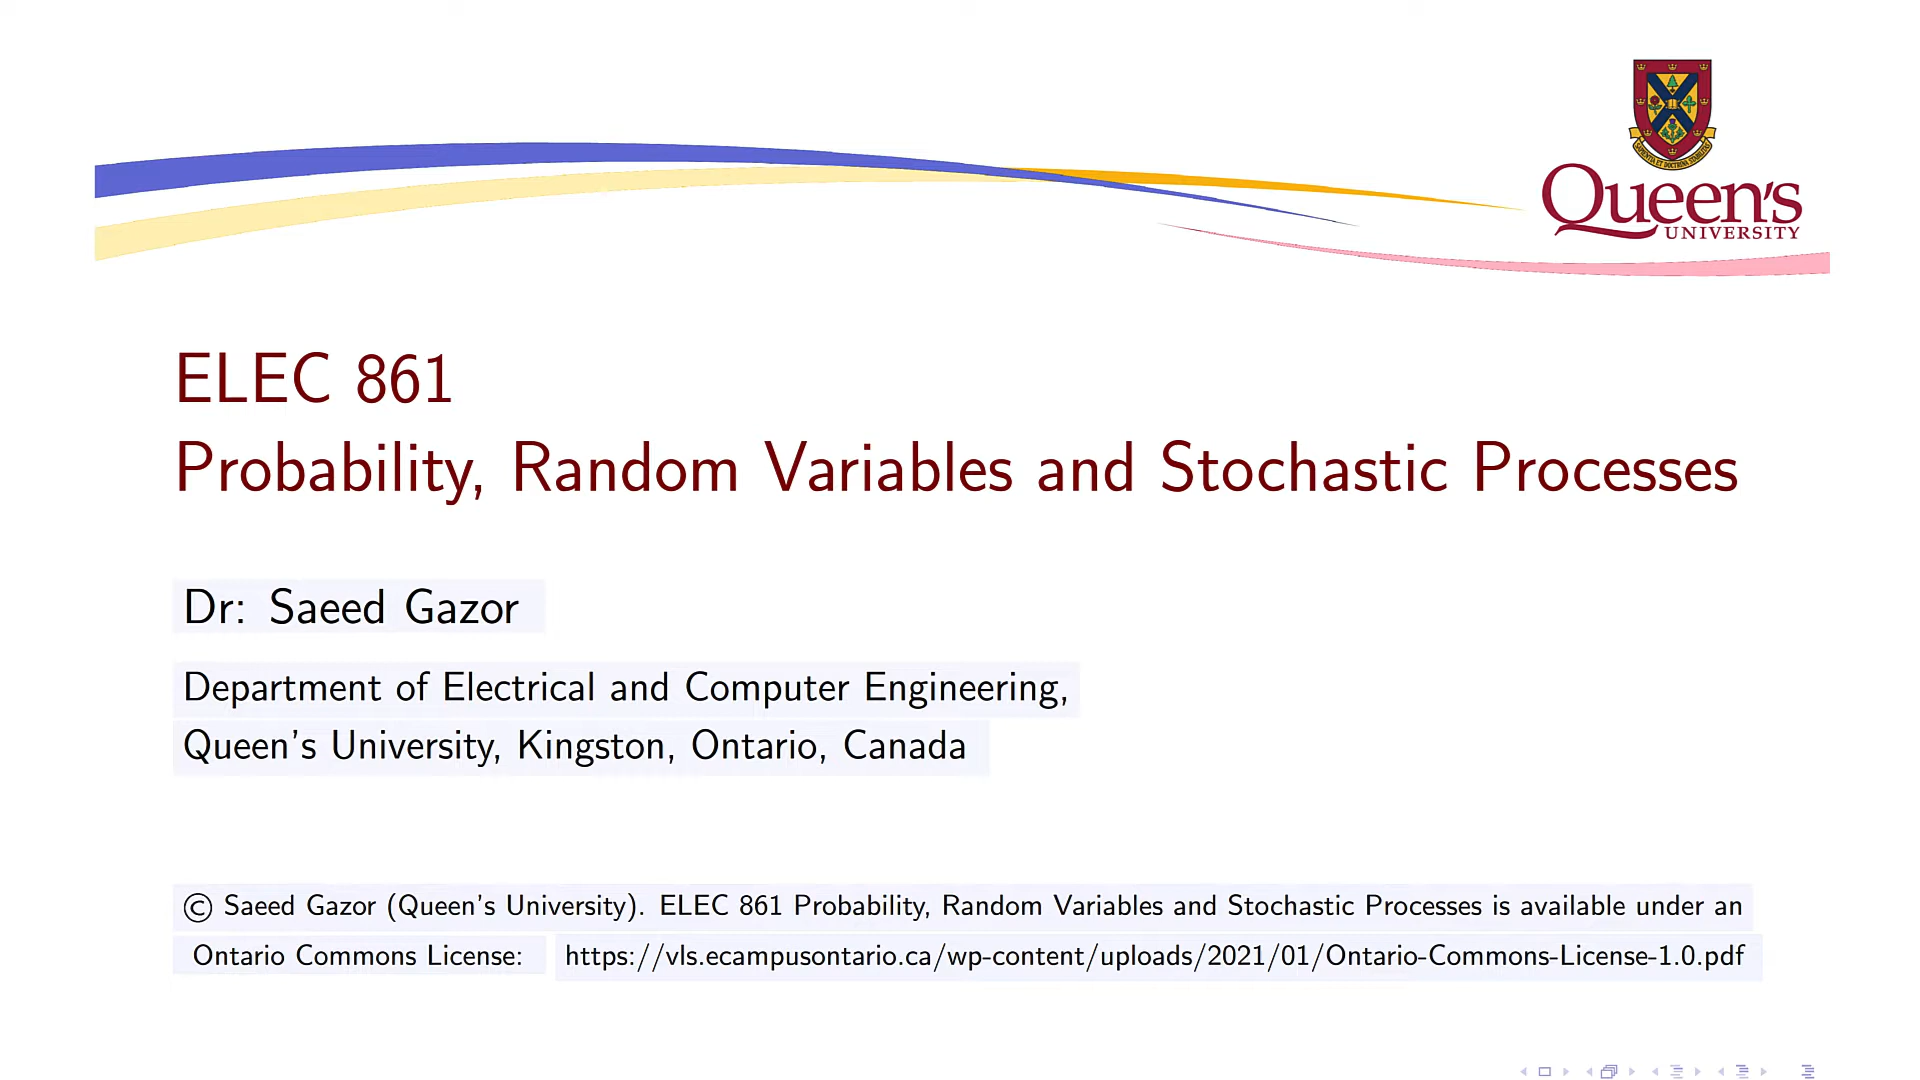 Queen's
UNIVERSITY
ELEC 861
Probability, Random Variables and Stochastic Processes
Dr: Saeed Gazor
Department of Electrical and Computer Engineering,
Queen's University, Kingston, Ontario, Canada
© Saeed Gazor (Queen's University). ELEC 861 Probability, Random Variables and Stochastic Processes is available under an
Ontario Commons License: https://vls.ecampusontario.ca/wp-content/uploads/2021/01/Ontario-Commons-License-1.0.pdf